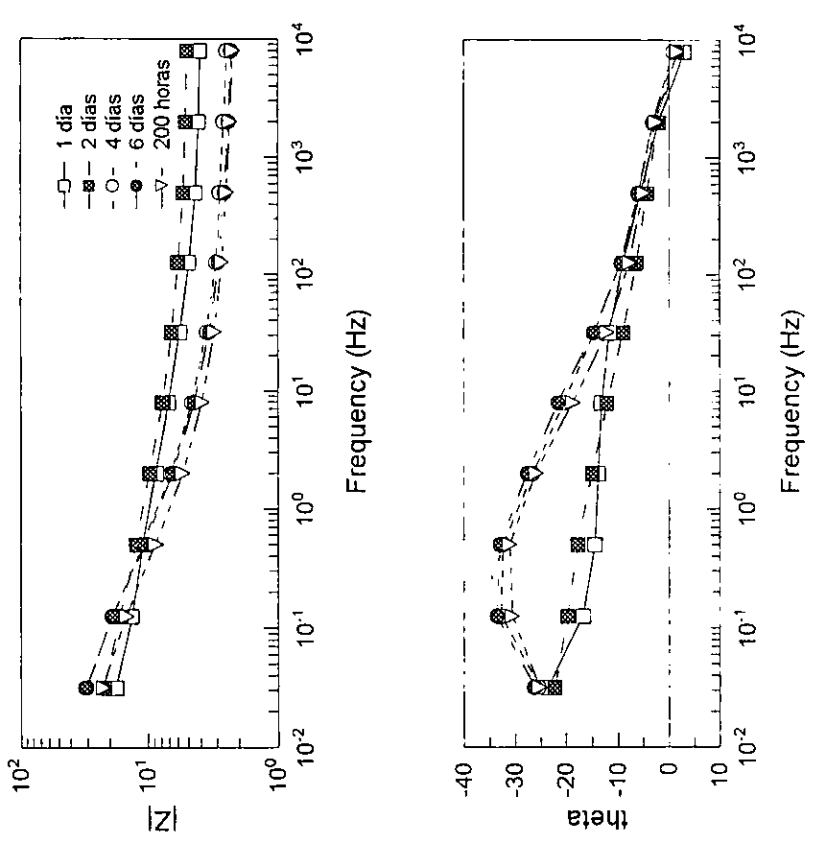 10² 10¹ 10⁰
|Z|
1 día
2 días
4 días
6 días
200 horas
10⁻² 10⁻¹ 10⁰ 10¹ 10² 10³ 10⁴
Frequency (Hz)
-40 -30 -20 -10 0 10
theta
10⁻² 10⁻¹ 10⁰ 10¹ 10² 10³ 10⁴
Frequency (Hz)